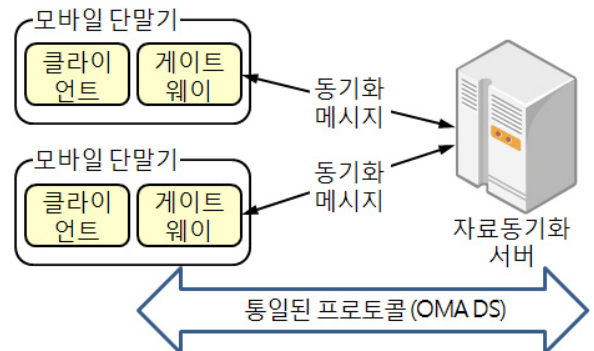 모바일 단말기
클라이
언트
게이트
웨이
동기화
메시지
모바일 단말기
클라이
언트
게이트
웨이
동기화
메시지
자료동기화
서버
통일된 프로토콜(OMA DS)